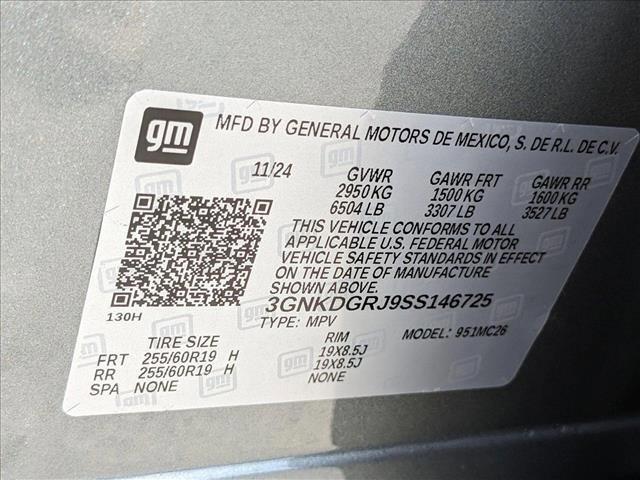 gm
MFD BY GENERAL MOTORS DE MEXICO, S. DE R.L. DE C.V.
11/24 GVWR GAWR FRT GAWR RR
2950 KG 1500 KG 1600 KG
6504 LB 3307 LB 3527 LB
THIS VEHICLE CONFORMS TO ALL
APPLICABLE U.S. FEDERAL MOTOR
VEHICLE SAFETY STANDARDS IN EFFECT
ON THE DATE OF MANUFACTURE
SHOWN ABOVE.
3GNKDGRJ9SS146725
130H
TYPE: MPV MODEL: 951MC26
TIRE SIZE RIM
FRT 255/60R19 H 19X8.5J
RR 255/60R19 H 19X8.5J
SPA NONE NONE